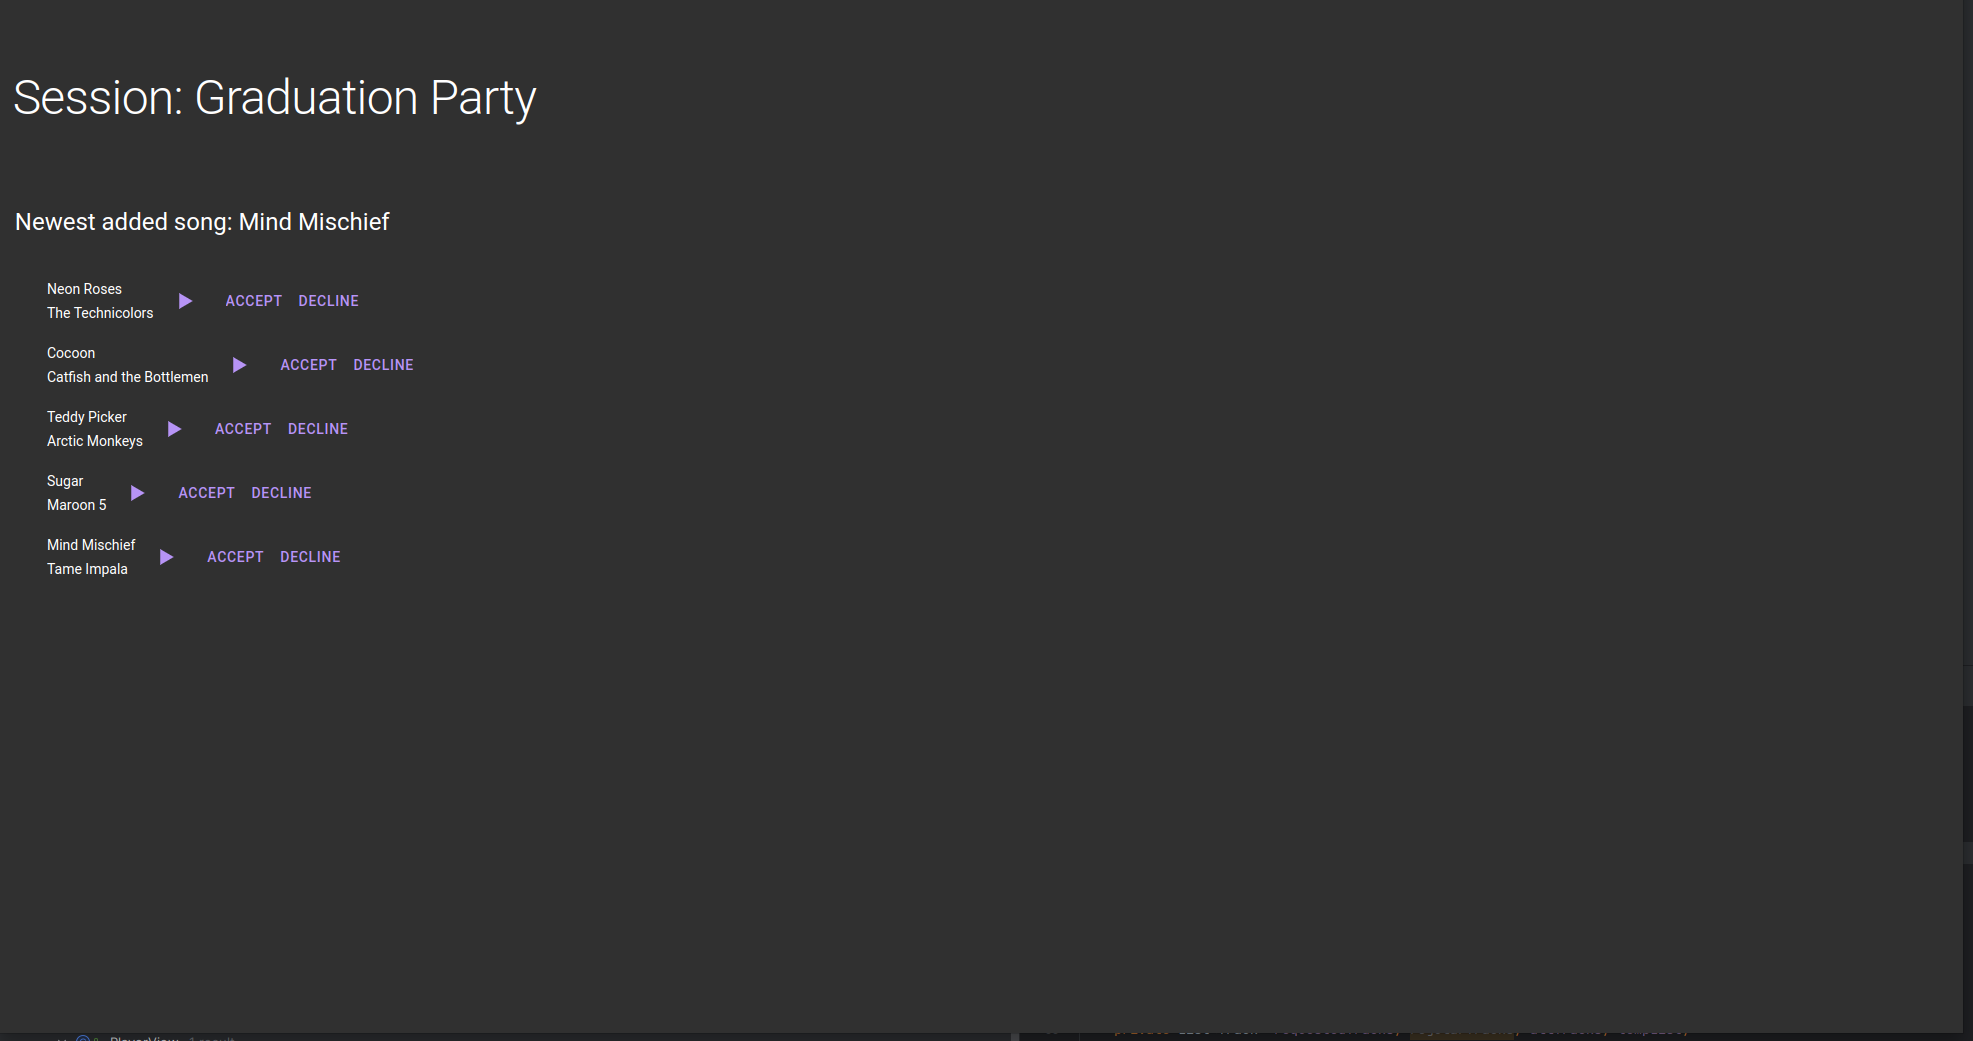 Session: Graduation Party
Newest added song: Mind Mischief
Neon Roses
The Technicolors
ACCEPT DECLINE
Cocoon
Catfish and the Bottlemen
ACCEPT DECLINE
Teddy Picker
Arctic Monkeys
ACCEPT DECLINE
Sugar
Maroon 5
ACCEPT DECLINE
Mind Mischief
Tame Impala
ACCEPT DECLINE